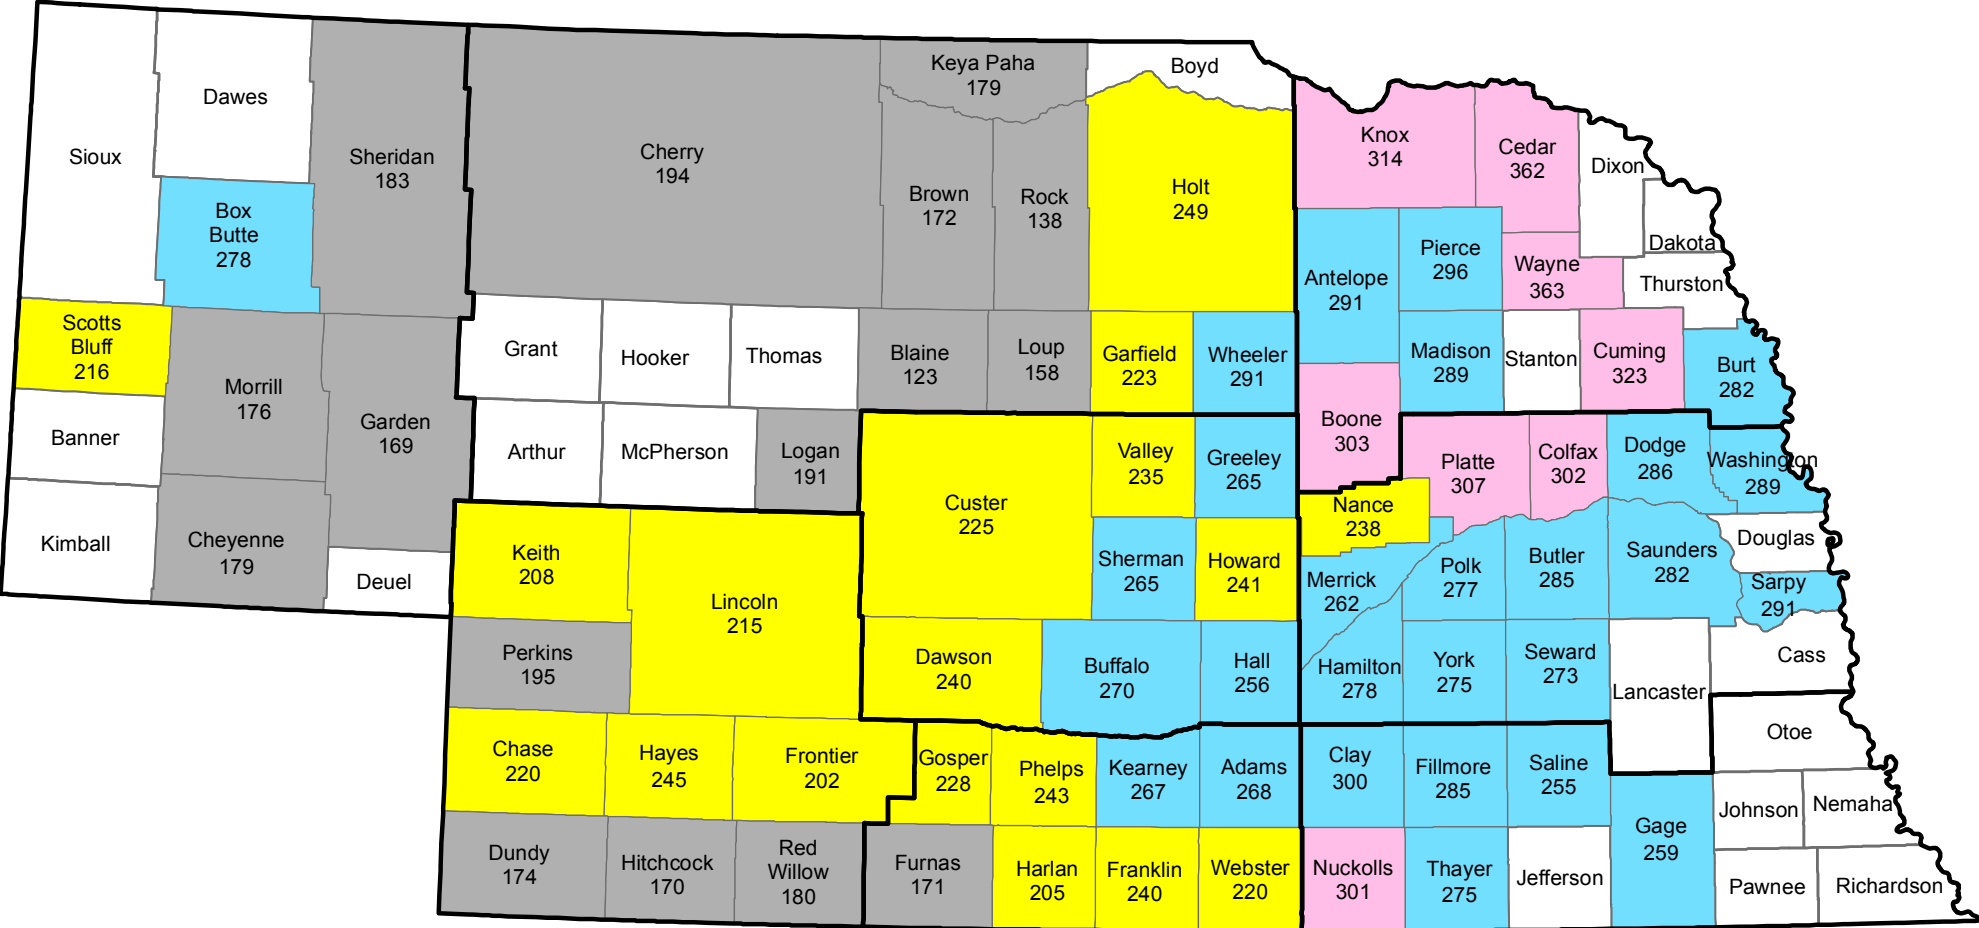 Sioux
Dawes
Sheridan
183
Cherry
194
Keya Paha
179
Boyd
Brown
172
Rock
138
Holt
249
Knox
314
Cedar
362
Dixon
Dakota
Box
Butte
278
Antelope
291
Pierce
296
Wayne
363
Thurston
Scotts
Bluff
216
Morrill
176
Garden
169
Grant
Hooker
Thomas
Blaine
123
Loup
158
Garfield
223
Wheeler
291
Madison
289
Stanton
Cuming
323
Burt
282
Banner
Arthur
McPherson
Logan
191
Custer
225
Valley
235
Greeley
265
Boone
303
Platte
307
Colfax
302
Dodge
286
Washington
289
Nance
238
Kimball
Cheyenne
179
Deuel
Keith
208
Lincoln
215
Sherman
265
Howard
241
Merrick
262
Polk
277
Butler
285
Saunders
282
Douglas
Sarpy
291
Perkins
195
Dawson
240
Buffalo
270
Hall
256
Hamilton
278
York
275
Seward
273
Lancaster
Cass
Otoe
Chase
220
Hayes
245
Frontier
202
Gosper
228
Phelps
243
Kearney
267
Adams
268
Clay
300
Fillmore
285
Saline
255
Gage
259
Johnson
Nemaha
Dundy
174
Hitchcock
170
Red
Willow
180
Furnas
171
Harlan
205
Franklin
240
Webster
220
Nuckolls
301
Thayer
275
Jefferson
Pawnee
Richardson